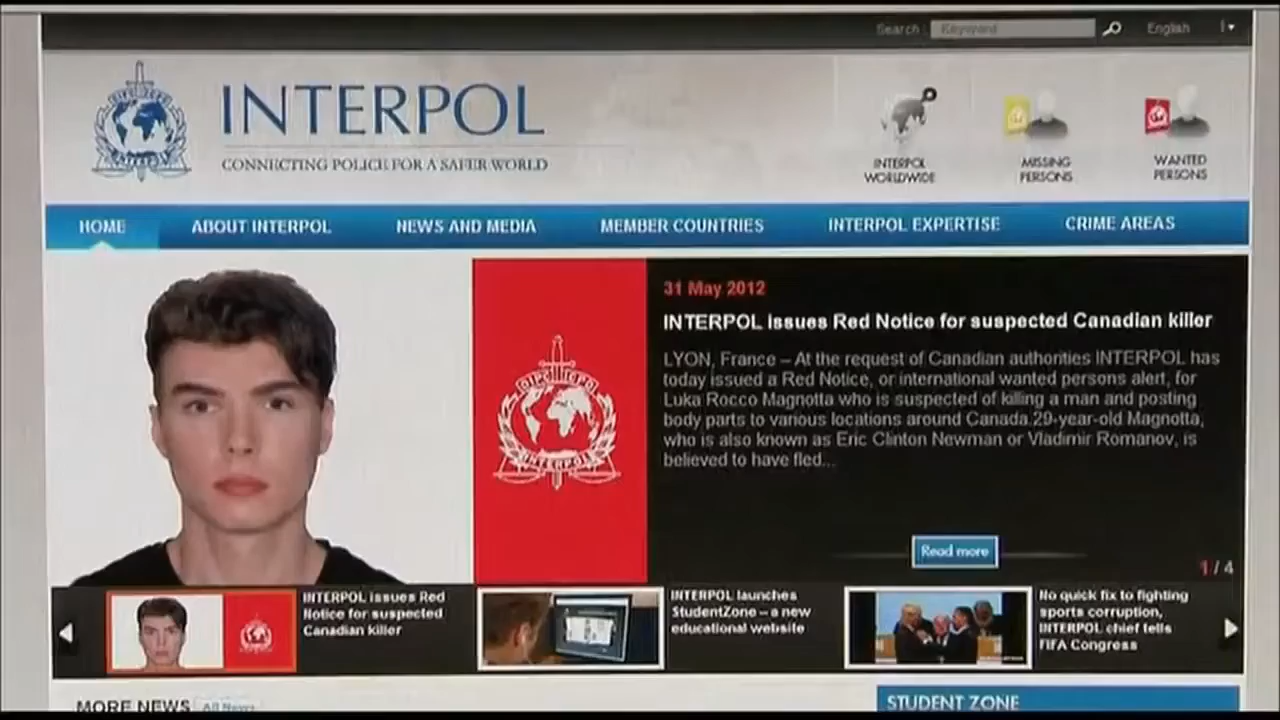 Search
Keyword
English
INTERPOL
CONNECTING POLICE FOR A SAFER WORLD
INTERPOL
WORLDWIDE
MISSING
PERSONS
WANTED
PERSONS
HOME
ABOUT INTERPOL
NEWS AND MEDIA
MEMBER COUNTRIES
INTERPOL EXPERTISE
CRIME AREAS
31 May 2012
INTERPOL issues Red Notice for suspected Canadian killer
LYON, France – At the request of Canadian authorities INTERPOL has
today issued a Red Notice, or international wanted persons alert, for
Luka Rocco Magnotta who is suspected of killing a man and posting
body parts to various locations around Canada.29-year-old Magnotta,
who is also known as Eric Clinton Newman or Vladimir Romanov, is
believed to have fled...
OIPC INTERPOL
INTERPOL
Read more
1 / 4
INTERPOL issues Red
Notice for suspected
Canadian killer
INTERPOL launches
StudentZone – a new
educational website
No quick fix to fighting
sports corruption,
INTERPOL chief tells
FIFA Congress
MORE NEWS
All News
STUDENT ZONE